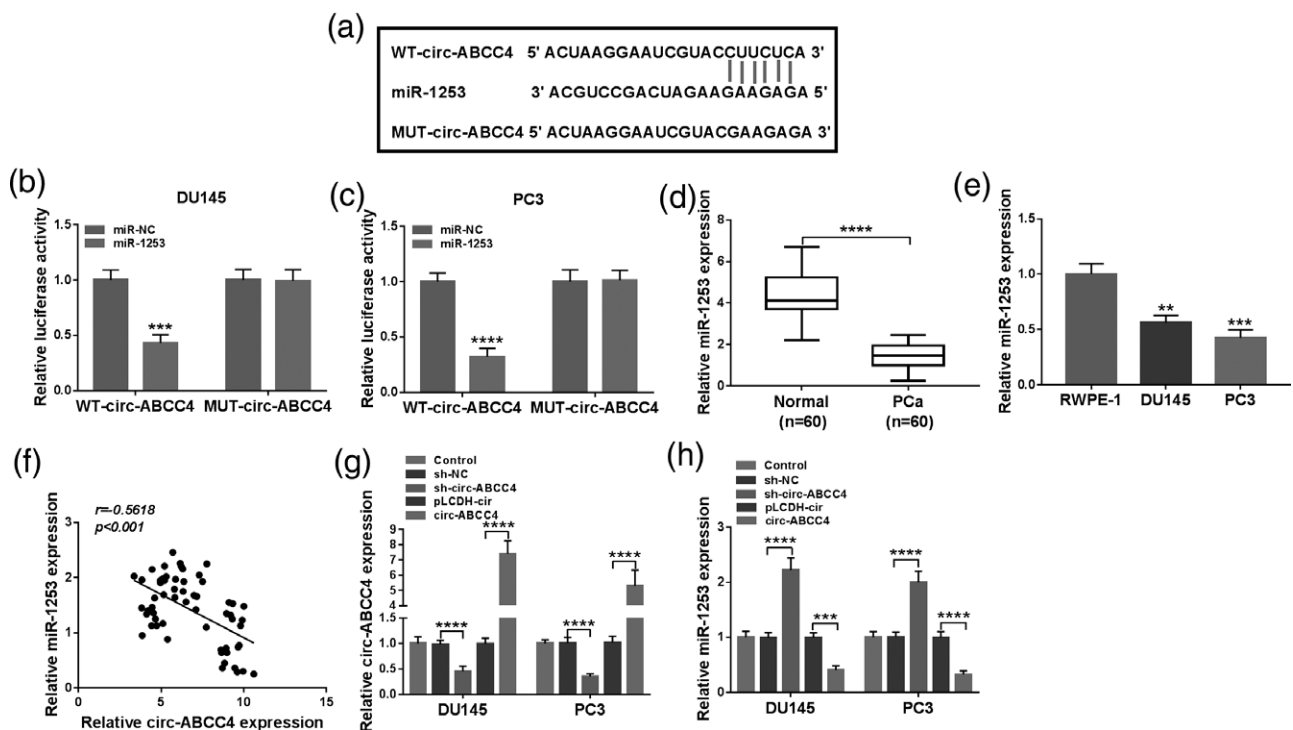 (a)
WT-circ-ABCC4 5' ACUAAGGAAUCGUACCUUCUCA 3'
miR-1253 3' ACGUCCGACUAGAAGAAGAGA 5'
MUT-circ-ABCC4 5' ACUAAGGAAUCGUACGAAGAGA 3'
(b)
DU145
Relative luciferase activity
miR-NC
miR-1253
1.5
1.0
0.5
0.0
***
WT-circ-ABCC4 MUT-circ-ABCC4
(c)
PC3
Relative luciferase activity
miR-NC
miR-1253
1.5
1.0
0.5
0.0
****
WT-circ-ABCC4 MUT-circ-ABCC4
(d)
Relative miR-1253 expression
8
6
4
2
0
****
Normal PCa
(n=60) (n=60)
(e)
Relative miR-1253 expression
1.5
1.0
0.5
0.0
**
***
RWPE-1 DU145 PC3
(f)
Relative miR-1253 expression
r=-0.5618
p<0.001
3
2
1
0
0 5 10 15
Relative circ-ABCC4 expression
(g)
Control
sh-NC
sh-circ-ABCC4
pLCDH-cir
circ-ABCC4
Relative circ-ABCC4 expression
9
8
7
6
5
4
1.5
1.0
0.5
0.0
****
****
****
****
DU145 PC3
(h)
Control
sh-NC
sh-circ-ABCC4
pLCDH-cir
circ-ABCC4
Relative miR-1253 expression
3
2
1
0
****
***
****
****
DU145 PC3